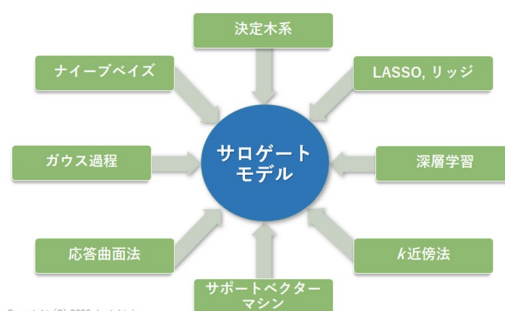 決定木系
ナイーブベイズ
LASSO, リッジ
サロゲート
モデル
ガウス過程
深層学習
応答曲面法
k近傍法
サポートベクター
マシン